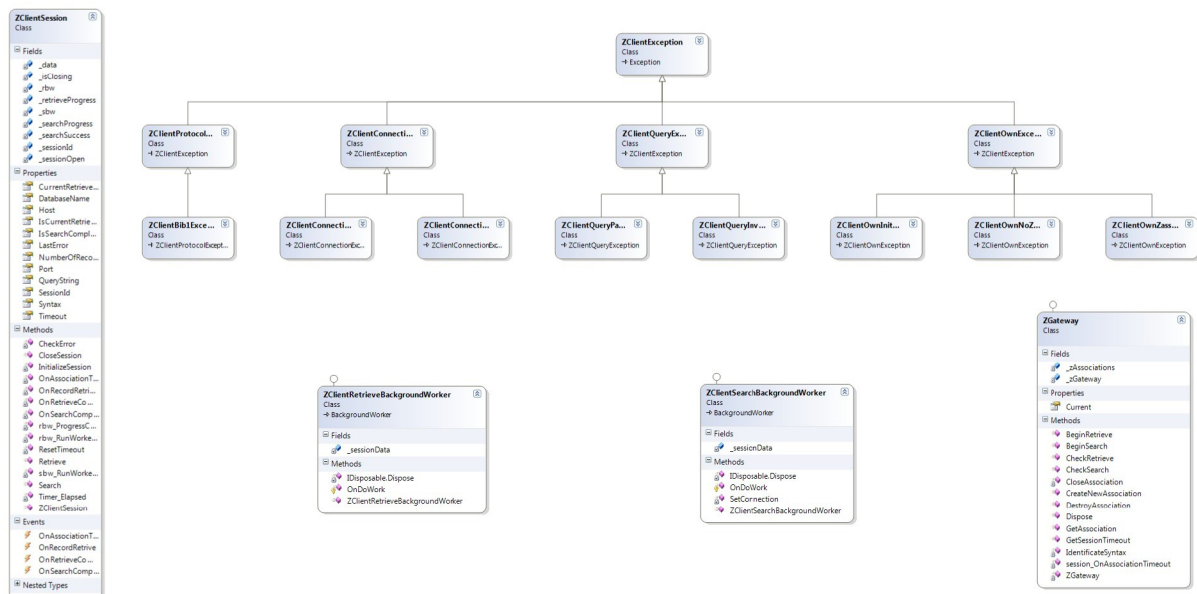 ZClientSession
Class
Fields
_data
_isClosing
_rbw
_retrieveProgress
_sbw
_searchProgress
_searchSuccess
_sessionId
_sessionOpen
Properties
CurrentRetrieve...
DatabaseName
Host
IsCurrentRetrie...
IsSearchCompl...
LastError
NumberOfReco...
Port
QueryString
SessionId
Syntax
Timeout
Methods
CheckError
CloseSession
InitializeSession
OnAssociationT...
OnRecordRetri...
OnRetrieveCo...
OnSearchComp...
rbw_ProgressC...
rbw_RunWorke...
ResetTimeout
Retrieve
sbw_RunWorke...
Search
Timer_Elapsed
ZClientSession
Events
OnAssociationT...
OnRecordRetrive
OnRetrieveCo...
OnSearchComp...
Nested Types
ZClientException
Class
Exception
ZClientProtocol...
Class
ZClientException
ZClientConnecti...
Class
ZClientException
ZClientQueryEx...
Class
ZClientException
ZClientOwnExce...
Class
ZClientException
ZClientBib1Exce...
Class
ZClientProtocolExcept...
ZClientConnecti...
Class
ZClientConnectionExc...
ZClientConnecti...
Class
ZClientConnectionEx...
ZClientQueryPa...
Class
ZClientQueryException
ZClientQueryInv...
Class
ZClientQueryException
ZClientOwnInit...
Class
ZClientOwnException
ZClientOwnNoZ...
Class
ZClientOwnException
ZClientOwnZass...
Class
ZClientOwnException
ZClientRetrieveBackgroundWorker
Class
BackgroundWorker
Fields
_sessionData
Methods
IDisposable.Dispose
OnDoWork
ZClientRetrieveBackgroundWorker
ZClientSearchBackgroundWorker
Class
BackgroundWorker
Fields
_sessionData
Methods
IDisposable.Dispose
OnDoWork
SetConnection
ZClientSearchBackgroundWorker
ZGateway
Class
Fields
_zAssociations
_zGateway
Properties
Current
Methods
BeginRetrieve
BeginSearch
CheckRetrieve
CheckSearch
CloseAssociation
CreateNewAssociation
DestroyAssociation
Dispose
GetAssociation
GetSessionTimeout
IdentificateSyntax
session_OnAssociationTimeout
ZGateway